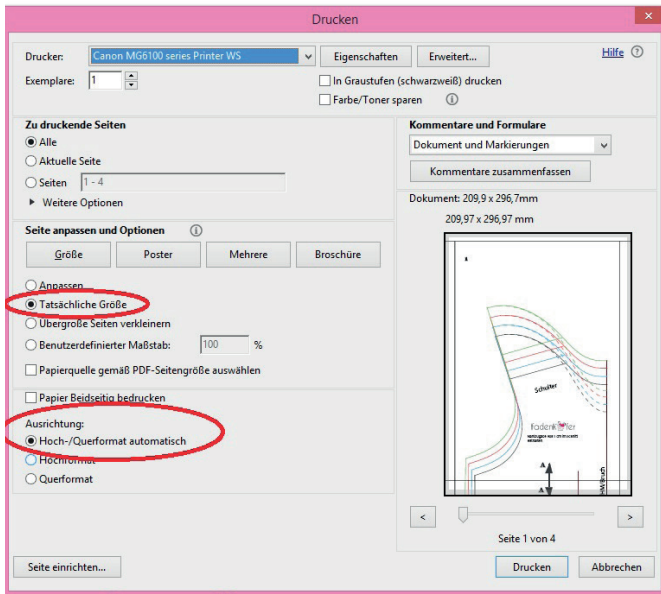 Drucken
Drucker: Canon MG6100 series Printer WS Eigenschaften Erweitert... Hilfe
Exemplare: 1 In Graustufen (schwarzweiß) drucken
Farbe/Toner sparen
Zu druckende Seiten
Alle
Aktuelle Seite
Seiten 1 - 4
Weitere Optionen
Seite anpassen und Optionen
Größe Poster Mehrere Broschüre
Anpassen
Tatsächliche Größe
Übergroße Seiten verkleinern
Benutzerdefinierter Maßstab: 100 %
Papierquelle gemäß PDF-Seitengröße auswählen
Papier Beidseitig bedrucken
Ausrichtung:
Hoch-/Querformat automatisch
Hochformat
Querformat
Kommentare und Formulare
Dokument und Markierungen
Kommentare zusammenfassen
Dokument: 209,9 x 296,7mm
209,97 x 296,97 mm
Schulter
A
A
< >
Seite 1 von 4
Seite einrichten... Drucken Abbrechen